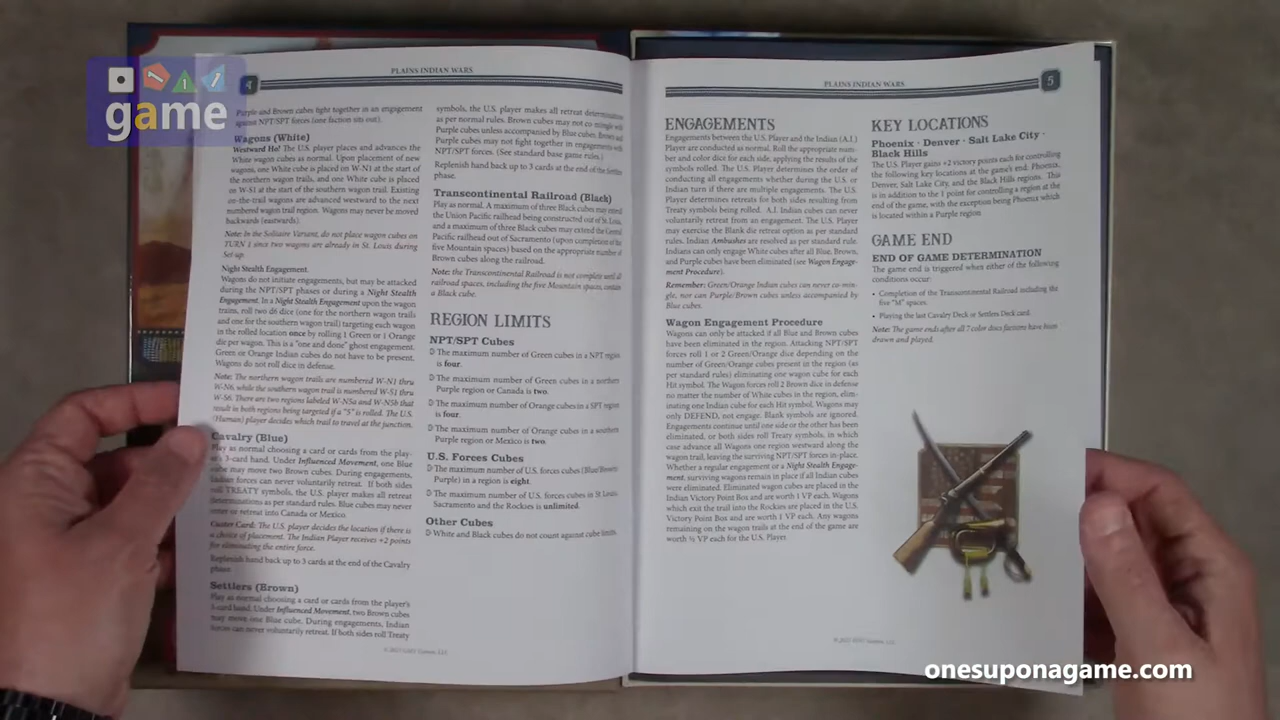 game
4
PLAINS INDIAN WARS
Purple and Brown cubes fight together in an engagement
against NPT/SPT forces (one faction sits out).
Wagons (White)
Westward Ho! The U.S. player places and advances the
White wagon cubes as normal. Upon placement of new
wagons, one White cube is placed on W-N1 at the start of
the northern wagon trails, and one White cube is placed
on W-S1 at the start of the southern wagon trail. Existing
on-the-trail wagons are advanced westward to the next
numbered wagon trail region. Wagons may never be moved
backwards (eastwards).
Note: In the Solitaire Variant, do not place wagon cubes on
TURN 1 since two wagons are already in St. Louis during
Set up.
Night Stealth Engagement.
Wagons do not initiate engagements, but may be attacked
during the NPT/SPT phases or during a Night Stealth
Engagement. In a Night Stealth Engagement upon the wagon
trains, roll two d6 dice (one for the northern wagon trails
and one for the southern wagon trail) targeting each wagon
in the rolled location once by rolling 1 Green or 1 Orange
die per wagon. This is a "one and done" ghost engagement.
Green or Orange Indian cubes do not have to be present.
Wagons do not roll dice in defense.
Note: The northern wagon trails are numbered W-N1 thru
W-N6, while the southern wagon trail is numbered W-S1 thru
W-S6. There are two regions labeled W-N5a and W-N5b that
result in both regions being targeted if a "5" is rolled. The U.S.
(Human) player decides which trail to travel at the junction.
Cavalry (Blue)
Play as normal choosing a card or cards from the play-
er's 3-card hand. Under Influenced Movement, one Blue
cube may move two Brown cubes. During engagements,
Indian forces can never voluntarily retreat. If both sides
roll TREATY symbols, the U.S. player makes all retreat
determinations as per standard rules. Blue cubes may never
enter or retreat into Canada or Mexico.
Custer Card: The U.S. player decides the location if there is
a choice of placement. The Indian Player receives +2 points
for eliminating the entire force.
Replenish hand back up to 3 cards at the end of the Cavalry
phase.
Settlers (Brown)
Play as normal choosing a card or cards from the player's
3-card hand. Under Influenced Movement, two Brown cubes
may move one Blue cube. During engagements, Indian
forces can never voluntarily retreat. If both sides roll Treaty
symbols, the U.S. player makes all retreat determinations
as per normal rules. Brown cubes may not co-mingle with
Purple cubes unless accompanied by Blue cubes. Brown and
Purple cubes may not fight together in engagements with
NPT/SPT forces. (See standard base game rules.)
Replenish hand back up to 3 cards at the end of the Settlers
phase.
Transcontinental Railroad (Black)
Play as normal. A maximum of three Black cubes may extend
the Union Pacific railhead being constructed out of St. Louis,
and a maximum of three Black cubes may extend the Central
Pacific railhead out of Sacramento (upon completion of the
five Mountain spaces) based on the appropriate number of
Brown cubes along the railroad.
Note: the Transcontinental Railroad is not complete until all
railroad spaces, including the five Mountain spaces, contain
a Black cube.
REGION LIMITS
NPT/SPT Cubes
The maximum number of Green cubes in a NPT region
is four.
The maximum number of Green cubes in a northern
Purple region or Canada is two.
The maximum number of Orange cubes in a SPT region
is four.
The maximum number of Orange cubes in a southern
Purple region or Mexico is two.
U.S. Forces Cubes
The maximum number of U.S. forces cubes (Blue/Brown/
Purple) in a region is eight.
The maximum number of U.S. forces cubes in St Louis,
Sacramento and the Rockies is unlimited.
Other Cubes
White and Black cubes do not count against cube limits.
PLAINS INDIAN WARS
5
ENGAGEMENTS
Engagements between the U.S. Player and the Indian (A.I.)
Player are conducted as normal. Roll the appropriate num-
ber and color dice for each side, applying the results of the
symbols rolled. The U.S. Player determines the order of
conducting all engagements whether during the U.S. or
Indian turn if there are multiple engagements. The U.S.
Player determines retreats for both sides resulting from
Treaty symbols being rolled. A.I. Indian cubes can never
voluntarily retreat from an engagement. The U.S. Player
may exercise the Blank die retreat option as per standard
rules. Indian Ambushes are resolved as per standard rule.
Indians can only engage White cubes after all Blue, Brown,
and Purple cubes have been eliminated (see Wagon Engage-
ment Procedure).
Remember: Green/Orange Indian cubes can never co-min-
gle, nor can Purple/Brown cubes unless accompanied by
Blue cubes.
Wagon Engagement Procedure
Wagons can only be attacked if all Blue and Brown cubes
have been eliminated in the region. Attacking NPT/SPT
forces roll 1 or 2 Green/Orange dice depending on the
number of Green/Orange cubes present in the region (as
per standard rules) eliminating one wagon cube for each
Hit symbol. The Wagon forces roll 2 Brown dice in defense
no matter the number of White cubes in the region, elim-
inating one Indian cube for each Hit symbol. Wagons may
only DEFEND, not engage. Blank symbols are ignored.
Engagements continue until one side or the other has been
eliminated, or both sides roll Treaty symbols, in which
case advance all Wagons one region westward along the
wagon trail, leaving the surviving NPT/SPT forces in-place.
Whether a regular engagement or a Night Stealth Engage-
ment, surviving wagons remain in place if all Indian cubes
were eliminated. Eliminated wagon cubes are placed in the
Indian Victory Point Box and are worth 1 VP each. Wagons
which exit the trail into the Rockies are placed in the U.S.
Victory Point Box and are worth 1 VP each. Any wagons
remaining on the wagon trails at the end of the game are
worth ½ VP each for the U.S. Player.
KEY LOCATIONS
Phoenix · Denver · Salt Lake City ·
Black Hills
The U.S. Player gains +2 victory points each for controlling
the following key locations at the game's end: Phoenix,
Denver, Salt Lake City, and the Black Hills regions. This
is in addition to the 1 point for controlling a region at the
end of the game, with the exception being Phoenix which
is located within a Purple region.
GAME END
END OF GAME DETERMINATION
The game end is triggered when either of the following
conditions occur:
• Completion of the Transcontinental Railroad including the
five "M" spaces.
• Playing the last Cavalry Deck or Settlers Deck card.
Note: The game ends after all 7 color discs factions have been
drawn and played.
onesuponagame.com